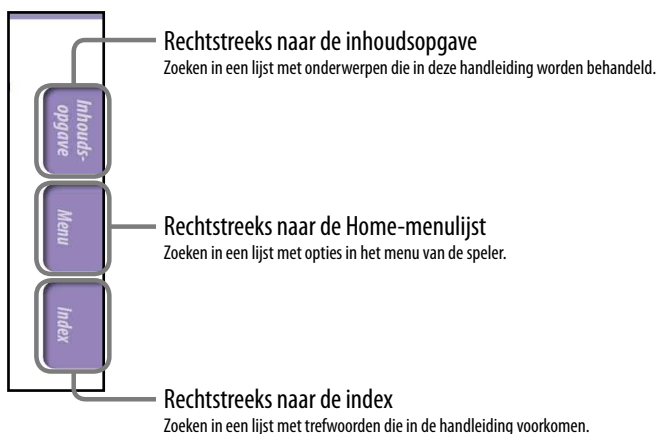 Rechtstreeks naar de inhoudsopgave
Zoeken in een lijst met onderwerpen die in deze handleiding worden behandeld.
Inhouds-
opgave
Rechtstreeks naar de Home-menulijst
Zoeken in een lijst met opties in het menu van de speler.
Menu
Index
Rechtstreeks naar de index
Zoeken in een lijst met trefwoorden die in de handleiding voorkomen.